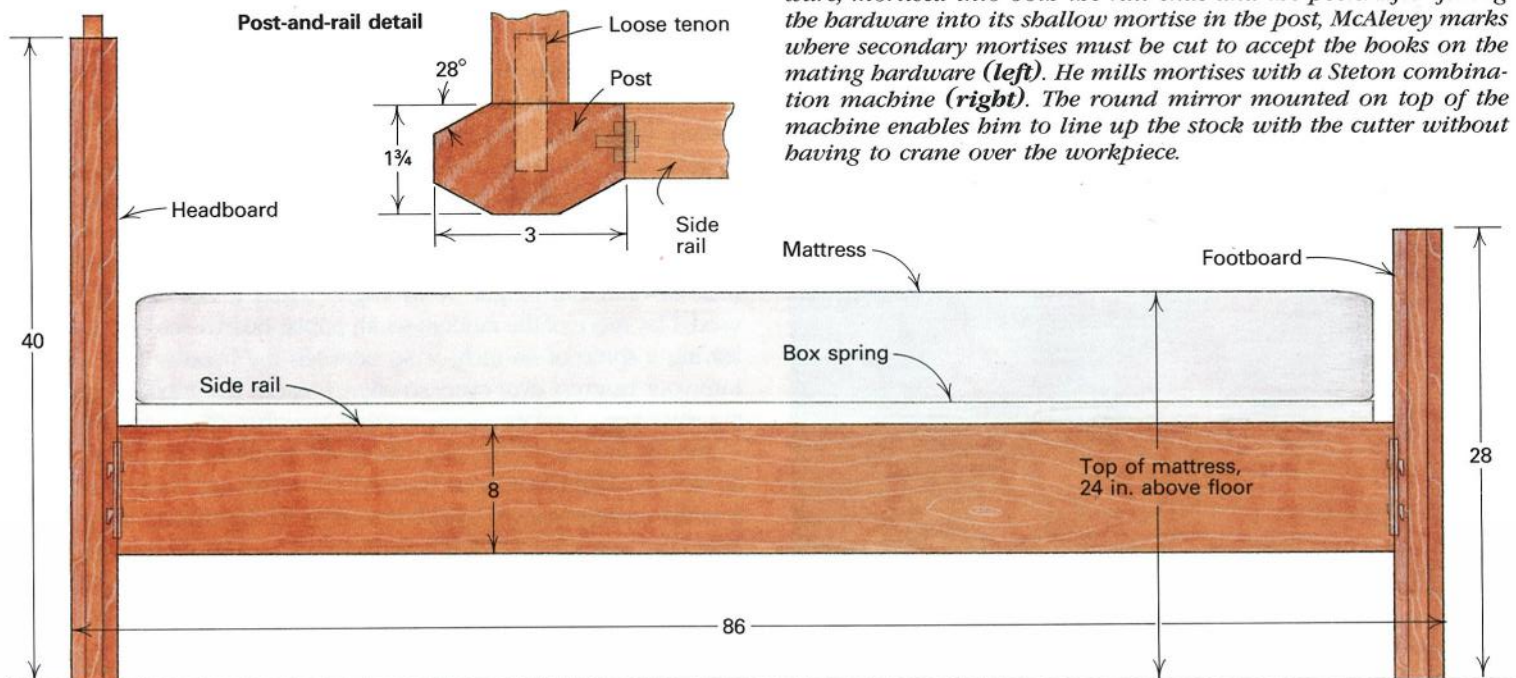 Post-and-rail detail
Loose tenon
28°
Post
1¾
3
Side
rail
the hardware into its shallow mortise in the post, McAlevey marks
where secondary mortises must be cut to accept the hooks on the
mating hardware (left). He mills mortises with a Steton combina-
tion machine (right). The round mirror mounted on top of the
machine enables him to line up the stock with the cutter without
having to crane over the workpiece.
Headboard
Mattress
Footboard
40
Side rail
Box spring
8
Top of mattress,
24 in. above floor
28
86